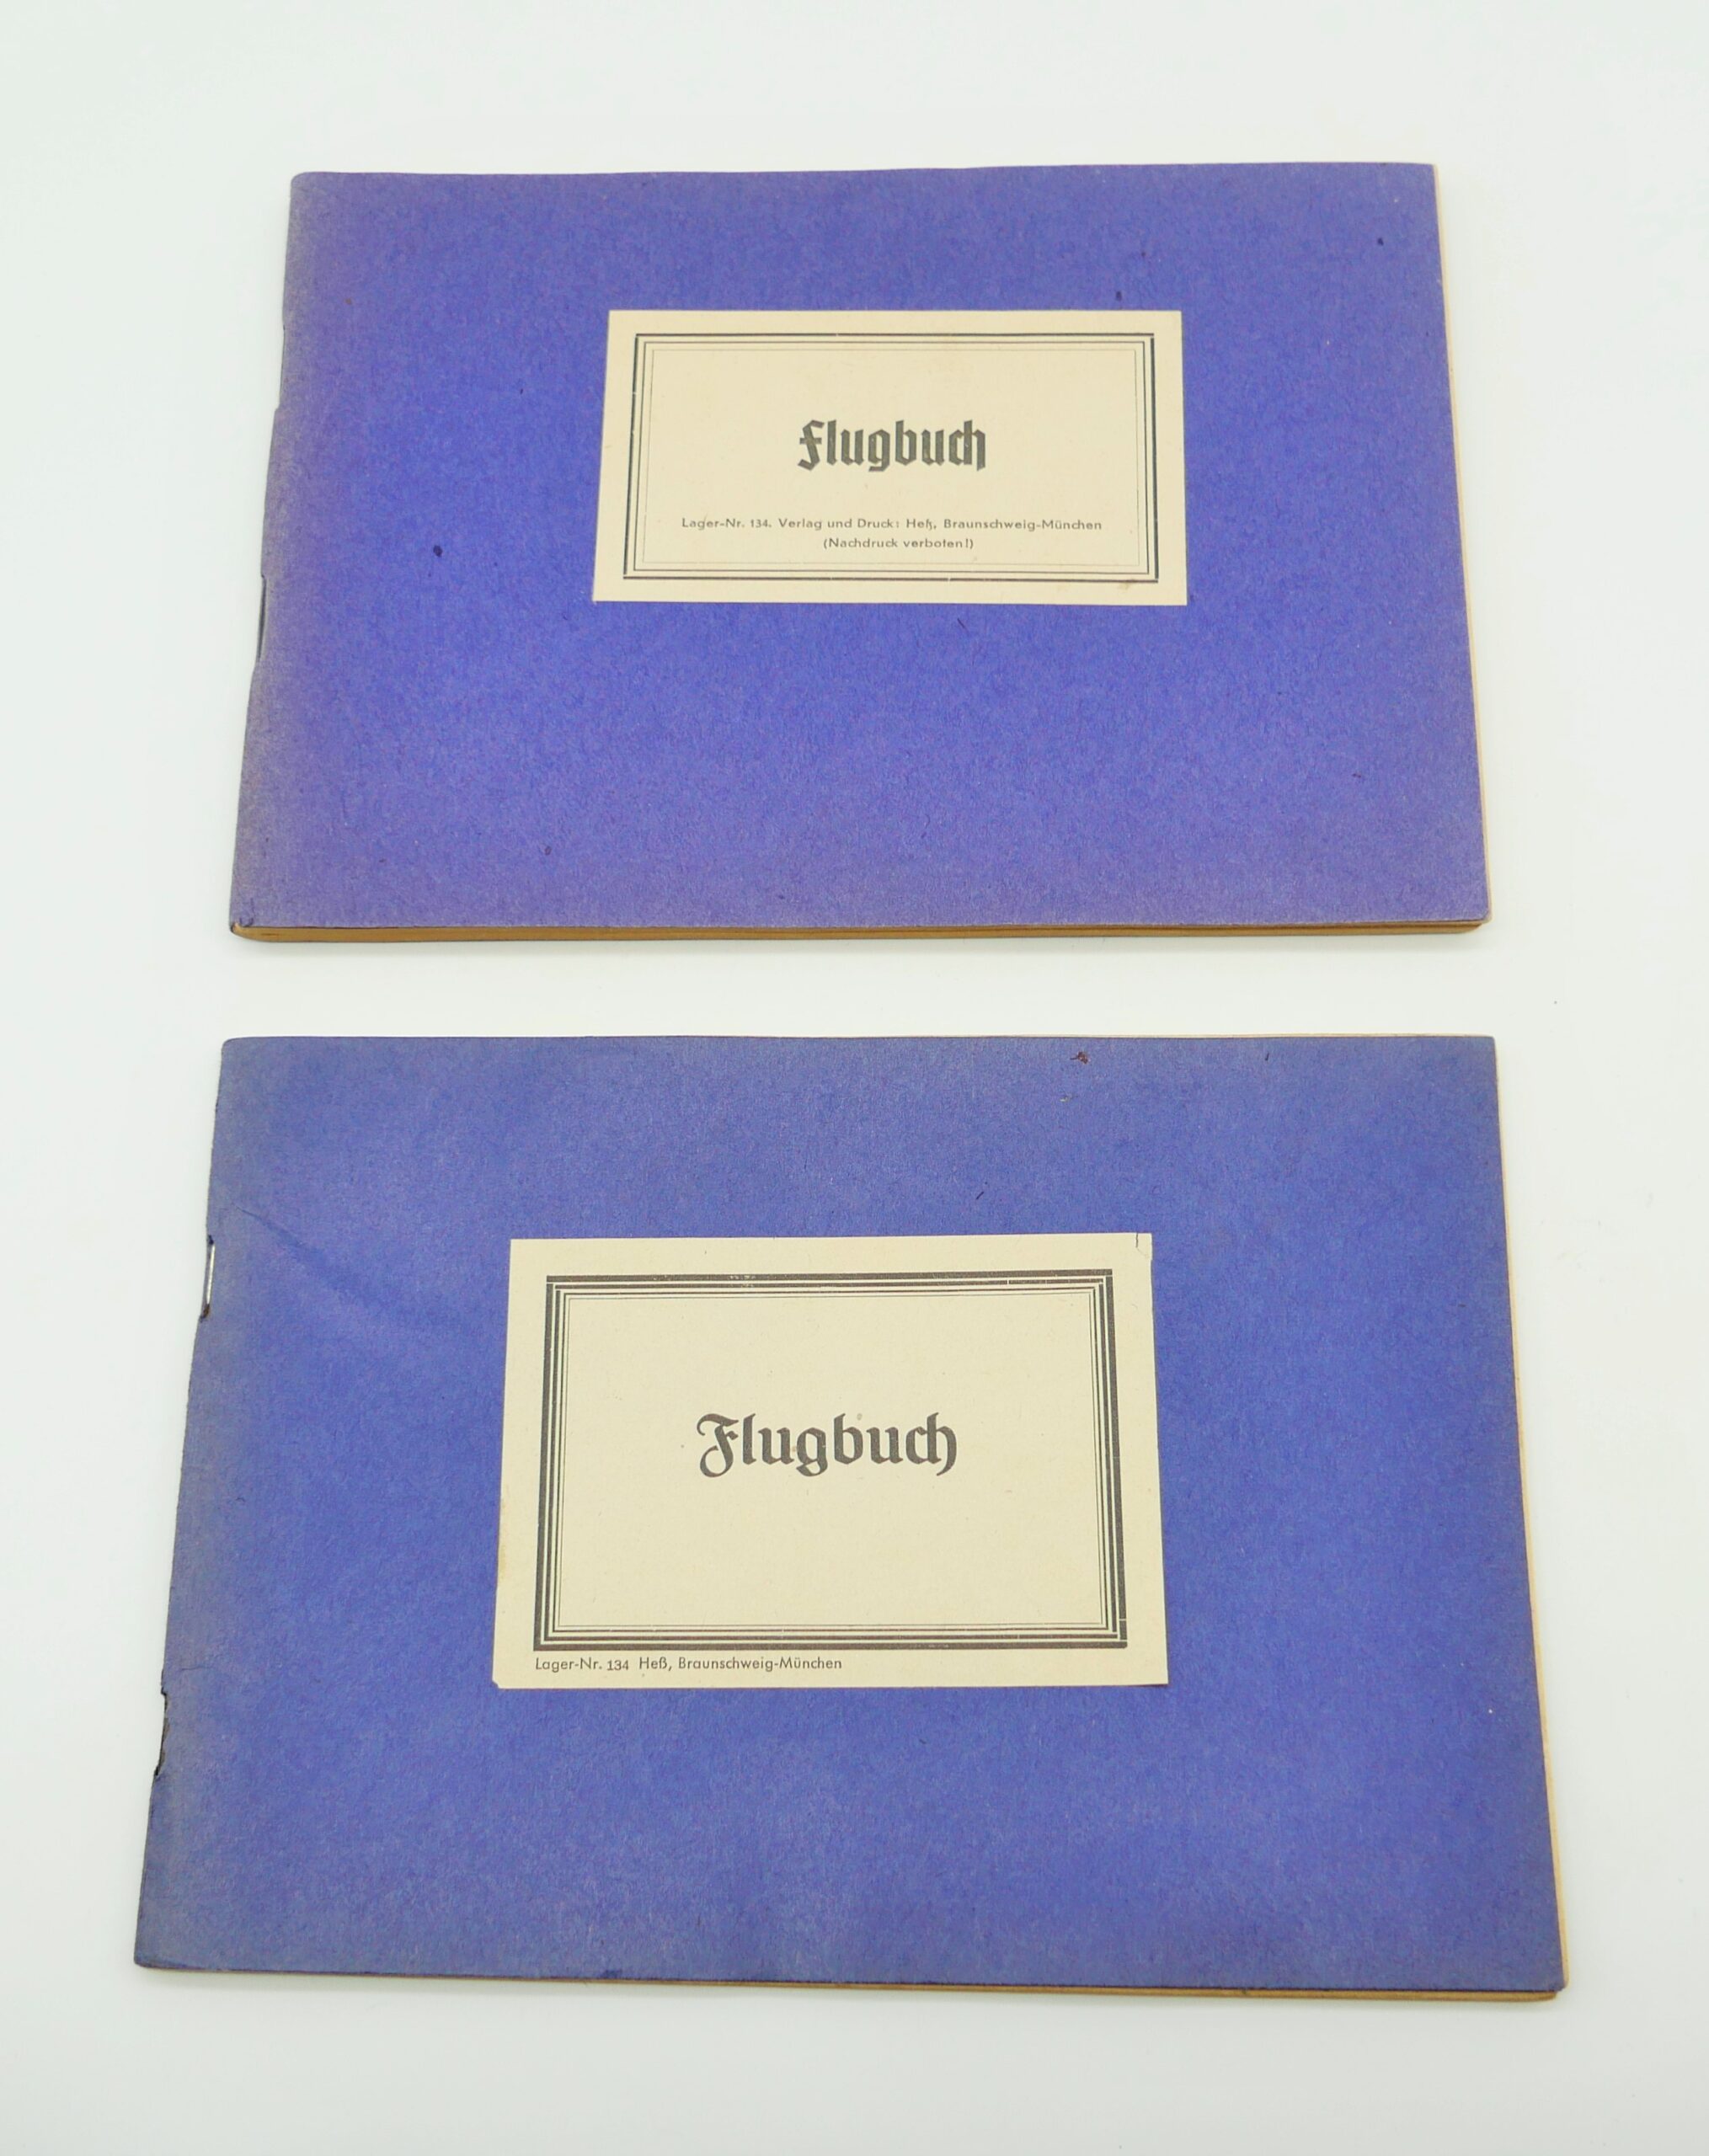 Flugbuch
Lager-Nr. 134. Verlag und Druck: Heß, Braunschweig-München
(Nachdruck verboten!)
Flugbuch
Lager-Nr. 134 Heß, Braunschweig-München